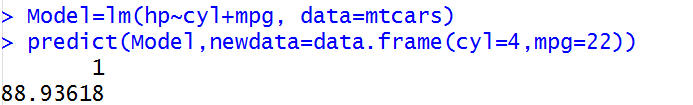 > Model=lm(hp~cyl+mpg, data=mtcars)
> predict(Model,newdata=data.frame(cyl=4,mpg=22))
1
88.93618